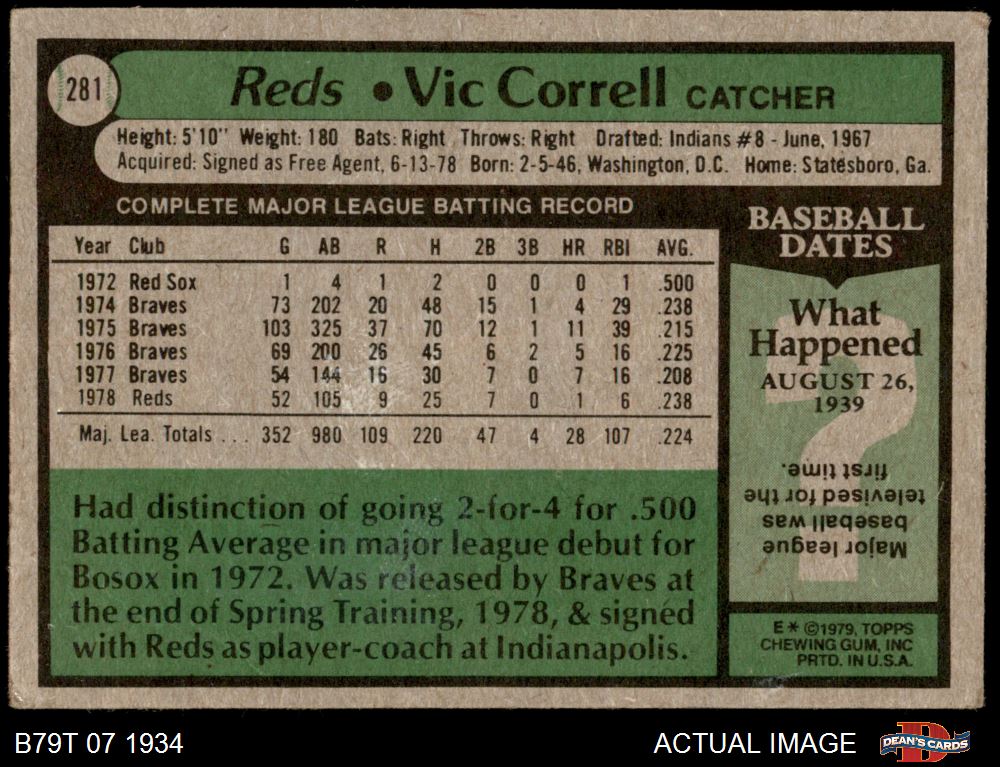 281
Reds • Vic Correll CATCHER
Height: 5'10" Weight: 180 Bats: Right Throws: Right Drafted: Indians #8 - June, 1967
Acquired: Signed as Free Agent, 6-13-78 Born: 2-5-46, Washington, D.C. Home: Statesboro, Ga.
COMPLETE MAJOR LEAGUE BATTING RECORD
Year Club G AB R H 2B 3B HR RBI AVG.
1972 Red Sox 1 4 1 2 0 0 0 1 .500
1974 Braves 73 202 20 48 15 1 4 29 .238
1975 Braves 103 325 37 70 12 1 11 39 .215
1976 Braves 69 200 26 45 6 2 5 16 .225
1977 Braves 54 144 16 30 7 0 7 16 .208
1978 Reds 52 105 9 25 7 0 1 6 .238
Maj. Lea. Totals ... 352 980 109 220 47 4 28 107 .224
Had distinction of going 2-for-4 for .500
Batting Average in major league debut for
Bosox in 1972. Was released by Braves at
the end of Spring Training, 1978, & signed
with Reds as player-coach at Indianapolis.
BASEBALL
DATES
What
Happened
AUGUST 26,
1939
?
Major league
baseball was
televised for the
first time.
E * ©1979, TOPPS
CHEWING GUM, INC
PRTD. IN U.S.A.
B79T 07 1934
ACTUAL IMAGE
D
DEAN'S CARDS